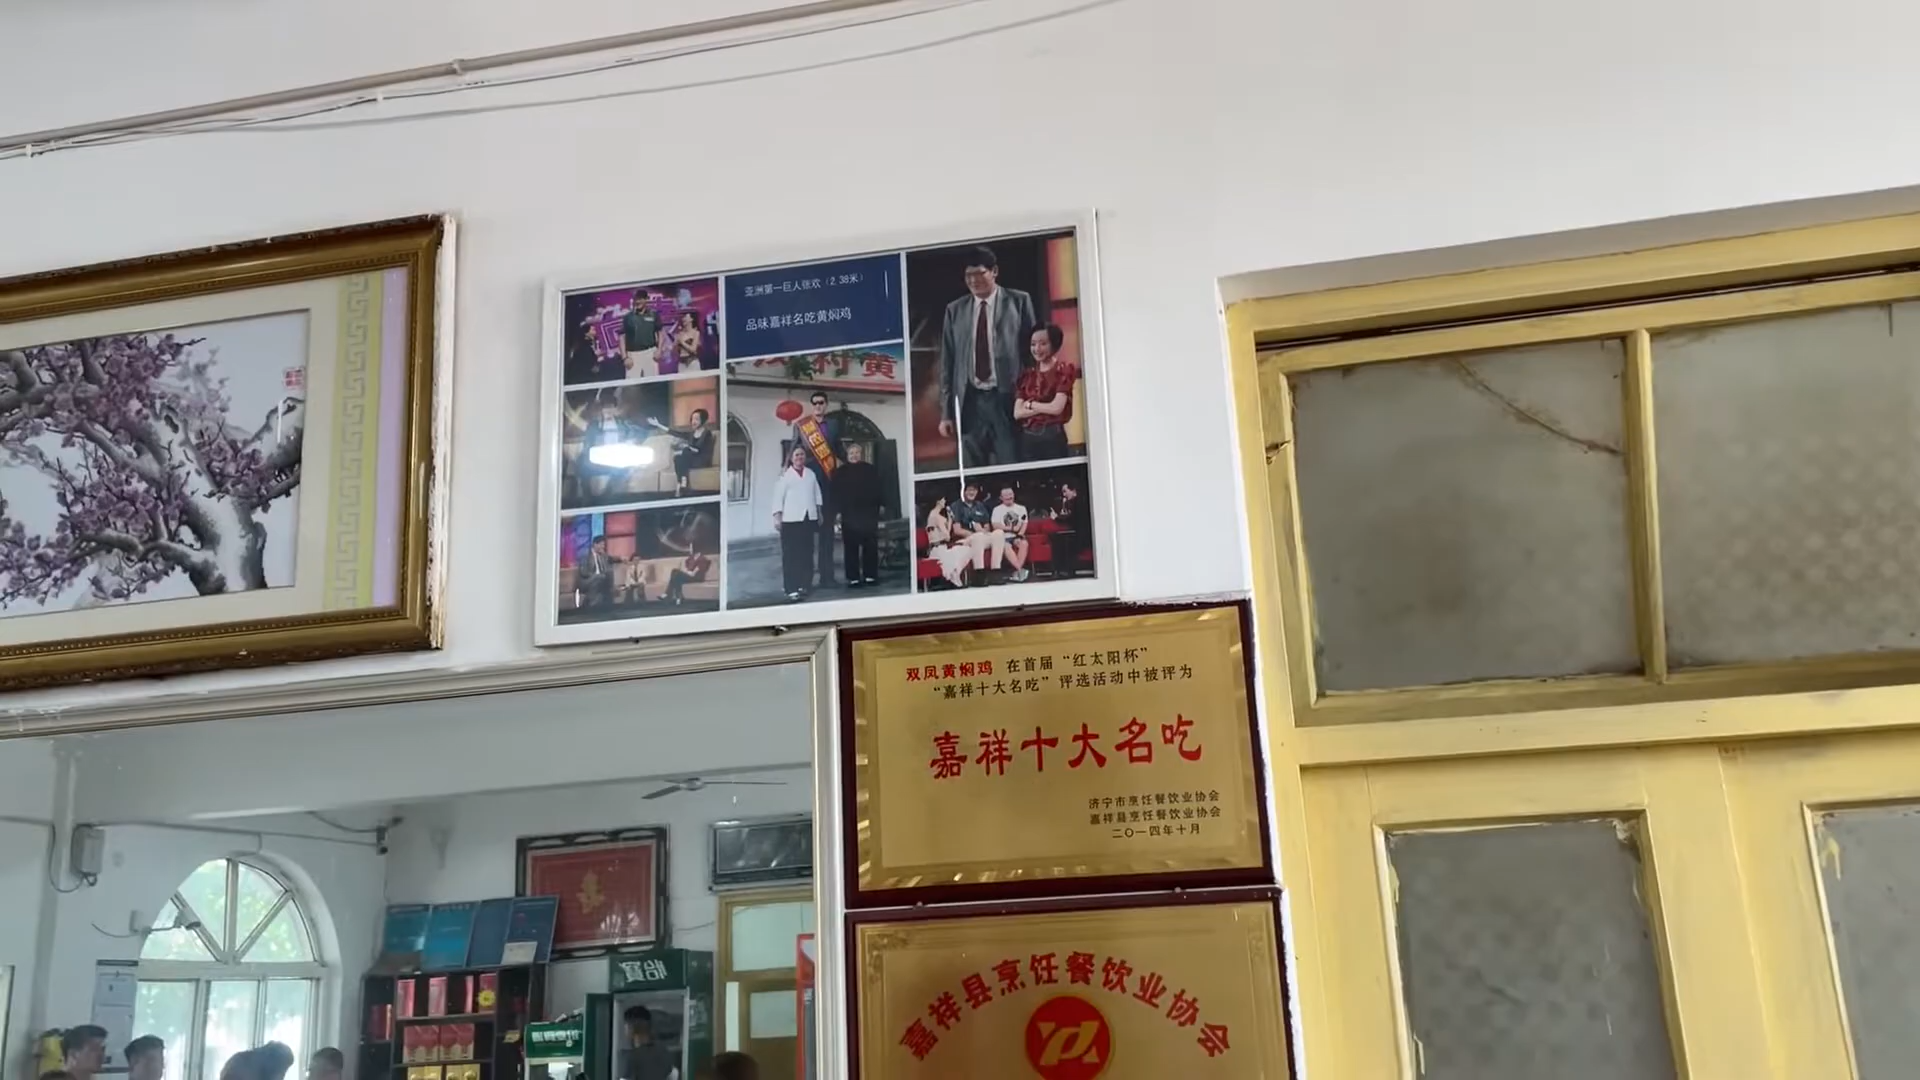 亚洲第一巨人张欢（2.38米）
品味嘉祥名吃黄焖鸡
村黄
双凤黄焖鸡 在首届“红太阳杯”
“嘉祥十大名吃”评选活动中被评为
嘉祥十大名吃
济宁市烹饪餐饮业协会
嘉祥县烹饪餐饮业协会
二〇一四年十月
嘉祥县烹饪餐饮业协会
怡寶